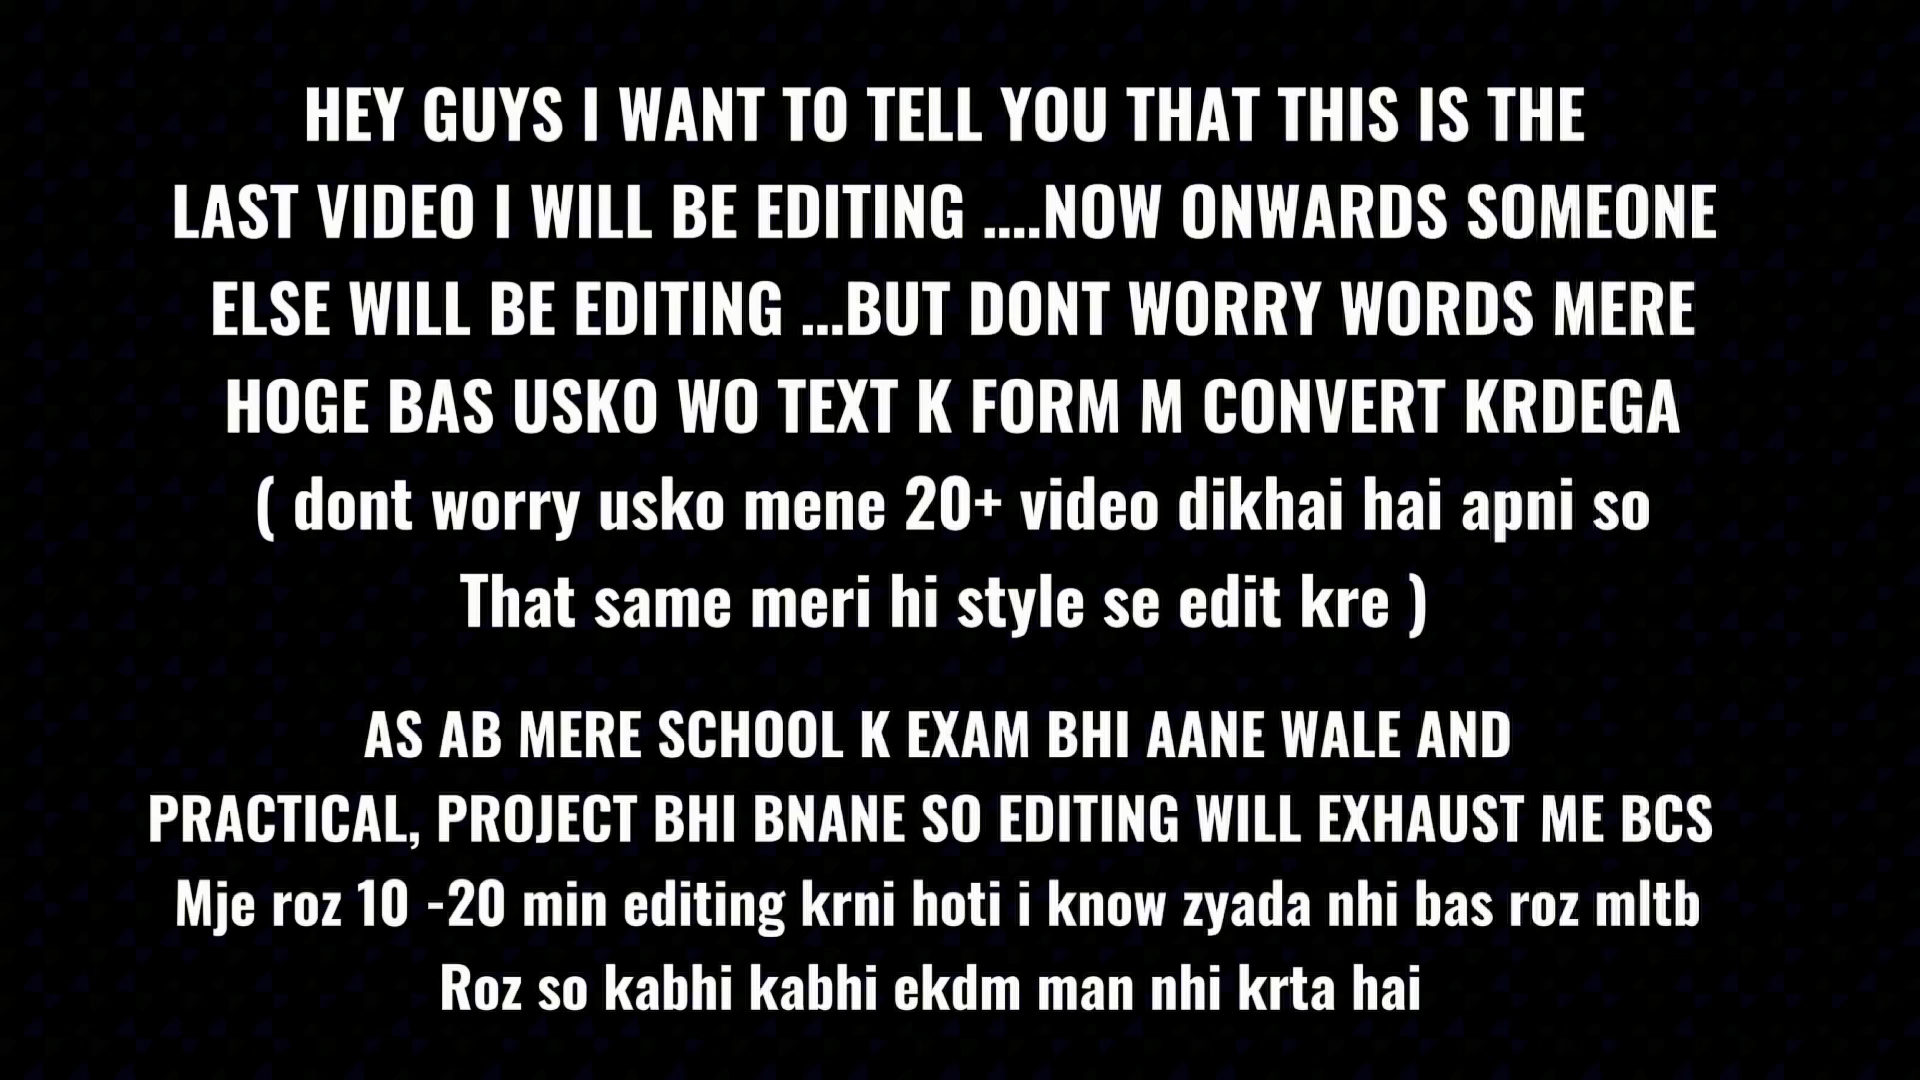 HEY GUYS I WANT TO TELL YOU THAT THIS IS THE
LAST VIDEO I WILL BE EDITING ....NOW ONWARDS SOMEONE
ELSE WILL BE EDITING ...BUT DONT WORRY WORDS MERE
HOGE BAS USKO WO TEXT K FORM M CONVERT KRDEGA
( dont worry usko mene 20+ video dikhai hai apni so
That same meri hi style se edit kre )
AS AB MERE SCHOOL K EXAM BHI AANE WALE AND
PRACTICAL, PROJECT BHI BNANE SO EDITING WILL EXHAUST ME BCS
Mje roz 10 -20 min editing krni hoti i know zyada nhi bas roz mltb
Roz so kabhi kabhi ekdm man nhi krta hai